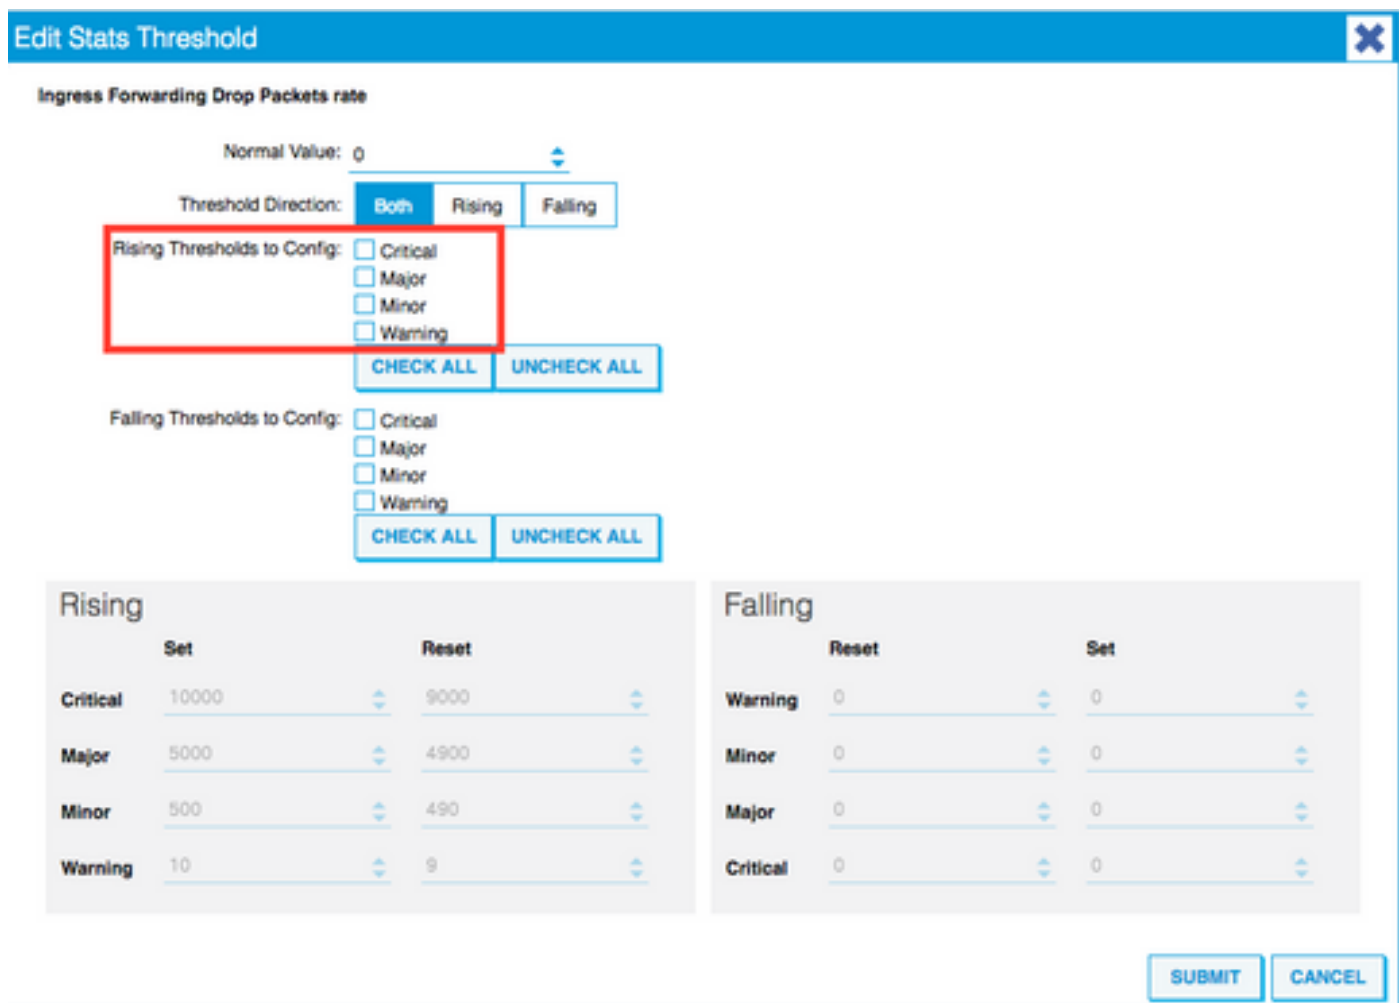 Edit Stats Threshold
Ingress Forwarding Drop Packets rate
Normal Value: 0
Threshold Direction: Both Rising Falling
Rising Thresholds to Config: Critical
Major
Minor
Warning
CHECK ALL UNCHECK ALL
Falling Thresholds to Config: Critical
Major
Minor
Warning
CHECK ALL UNCHECK ALL
Rising
Set Reset
Critical 10000 9000
Major 5000 4900
Minor 500 490
Warning 10 9
Falling
Reset Set
Warning 0 0
Minor 0 0
Major 0 0
Critical 0 0
SUBMIT CANCEL